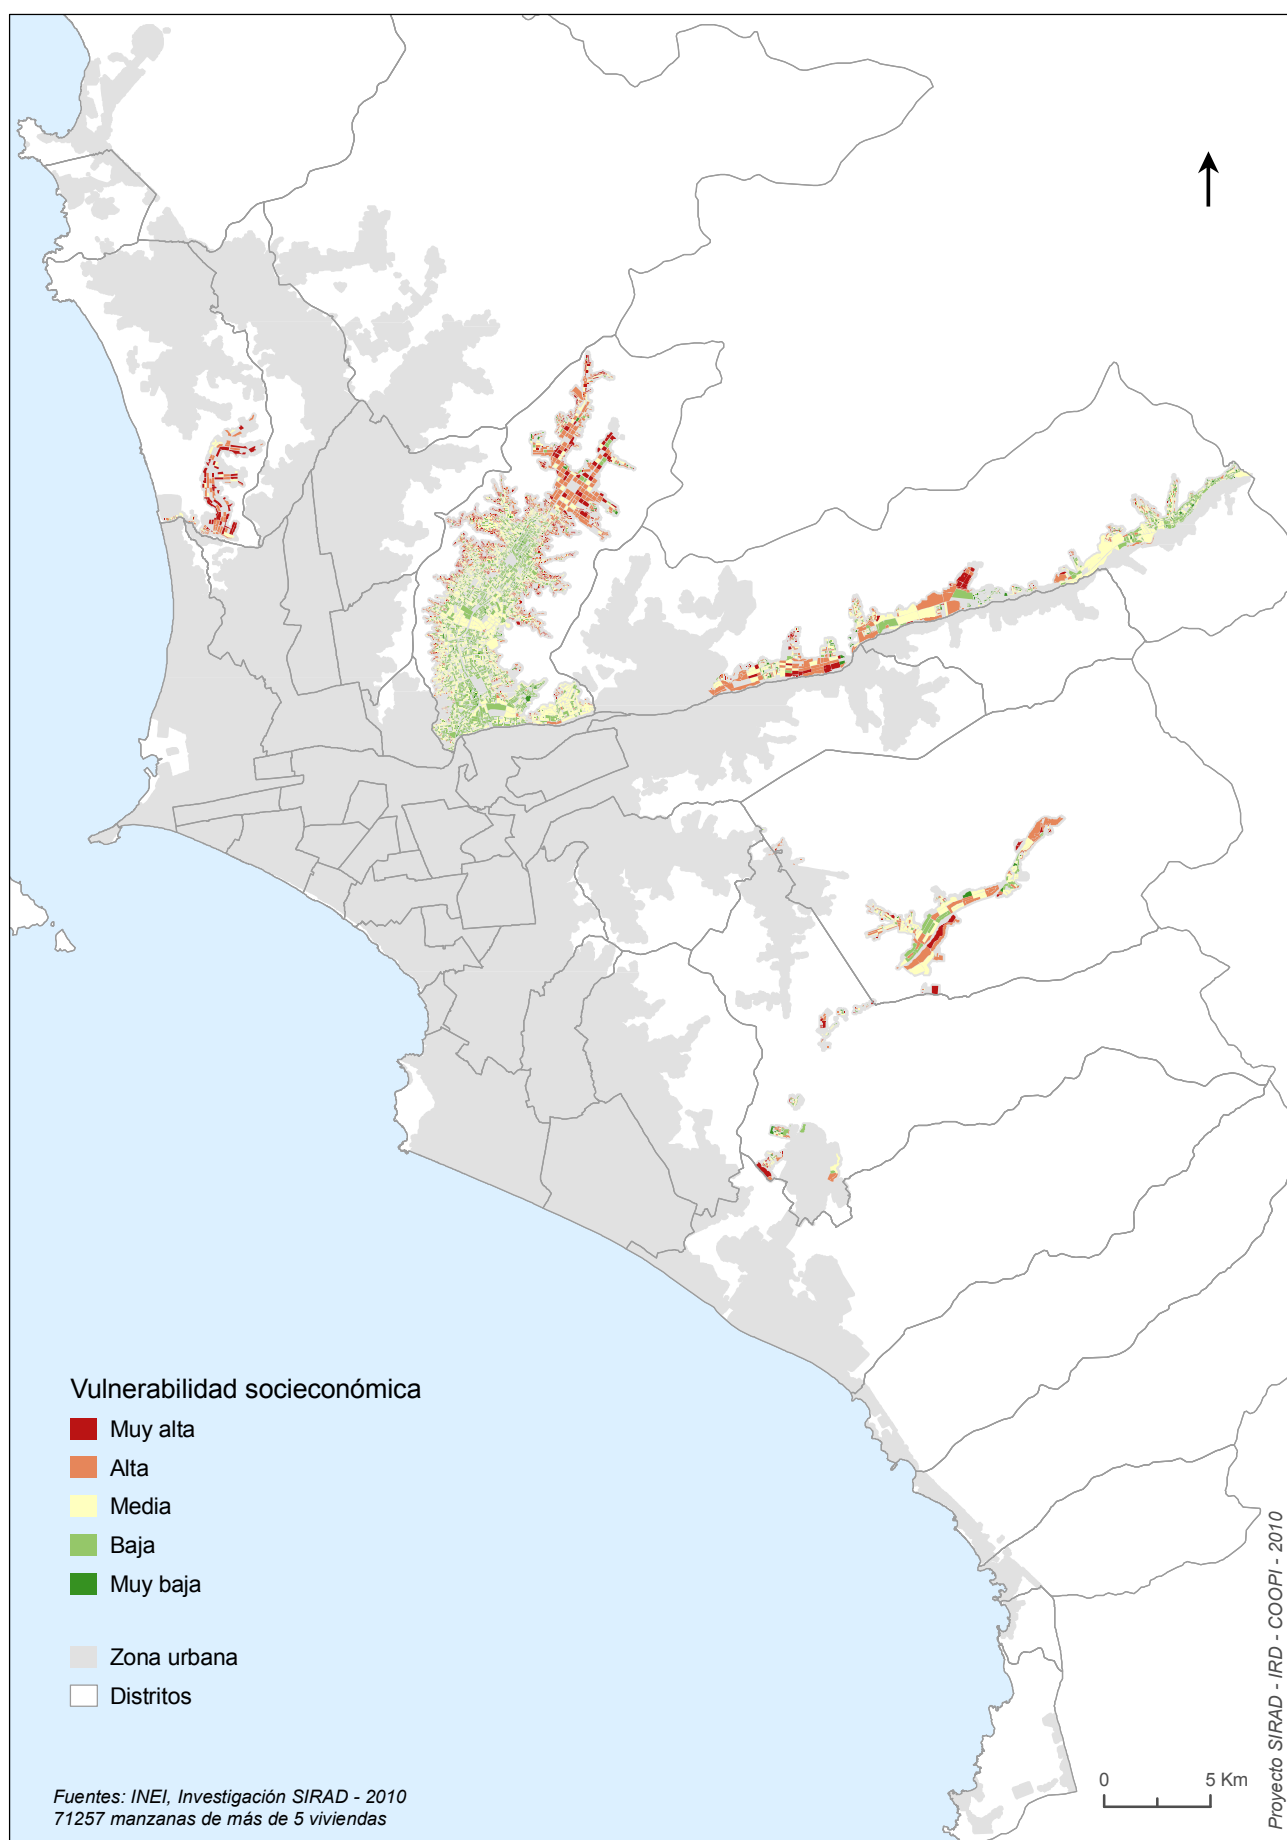 Vulnerabilidad socieconómica
Muy alta
Alta
Media
Baja
Muy baja
Zona urbana
Distritos
Fuentes: INEI, Investigación SIRAD - 2010
71257 manzanas de más de 5 viviendas
0 5 Km
Proyecto SIRAD - IRD - COOPI - 2010